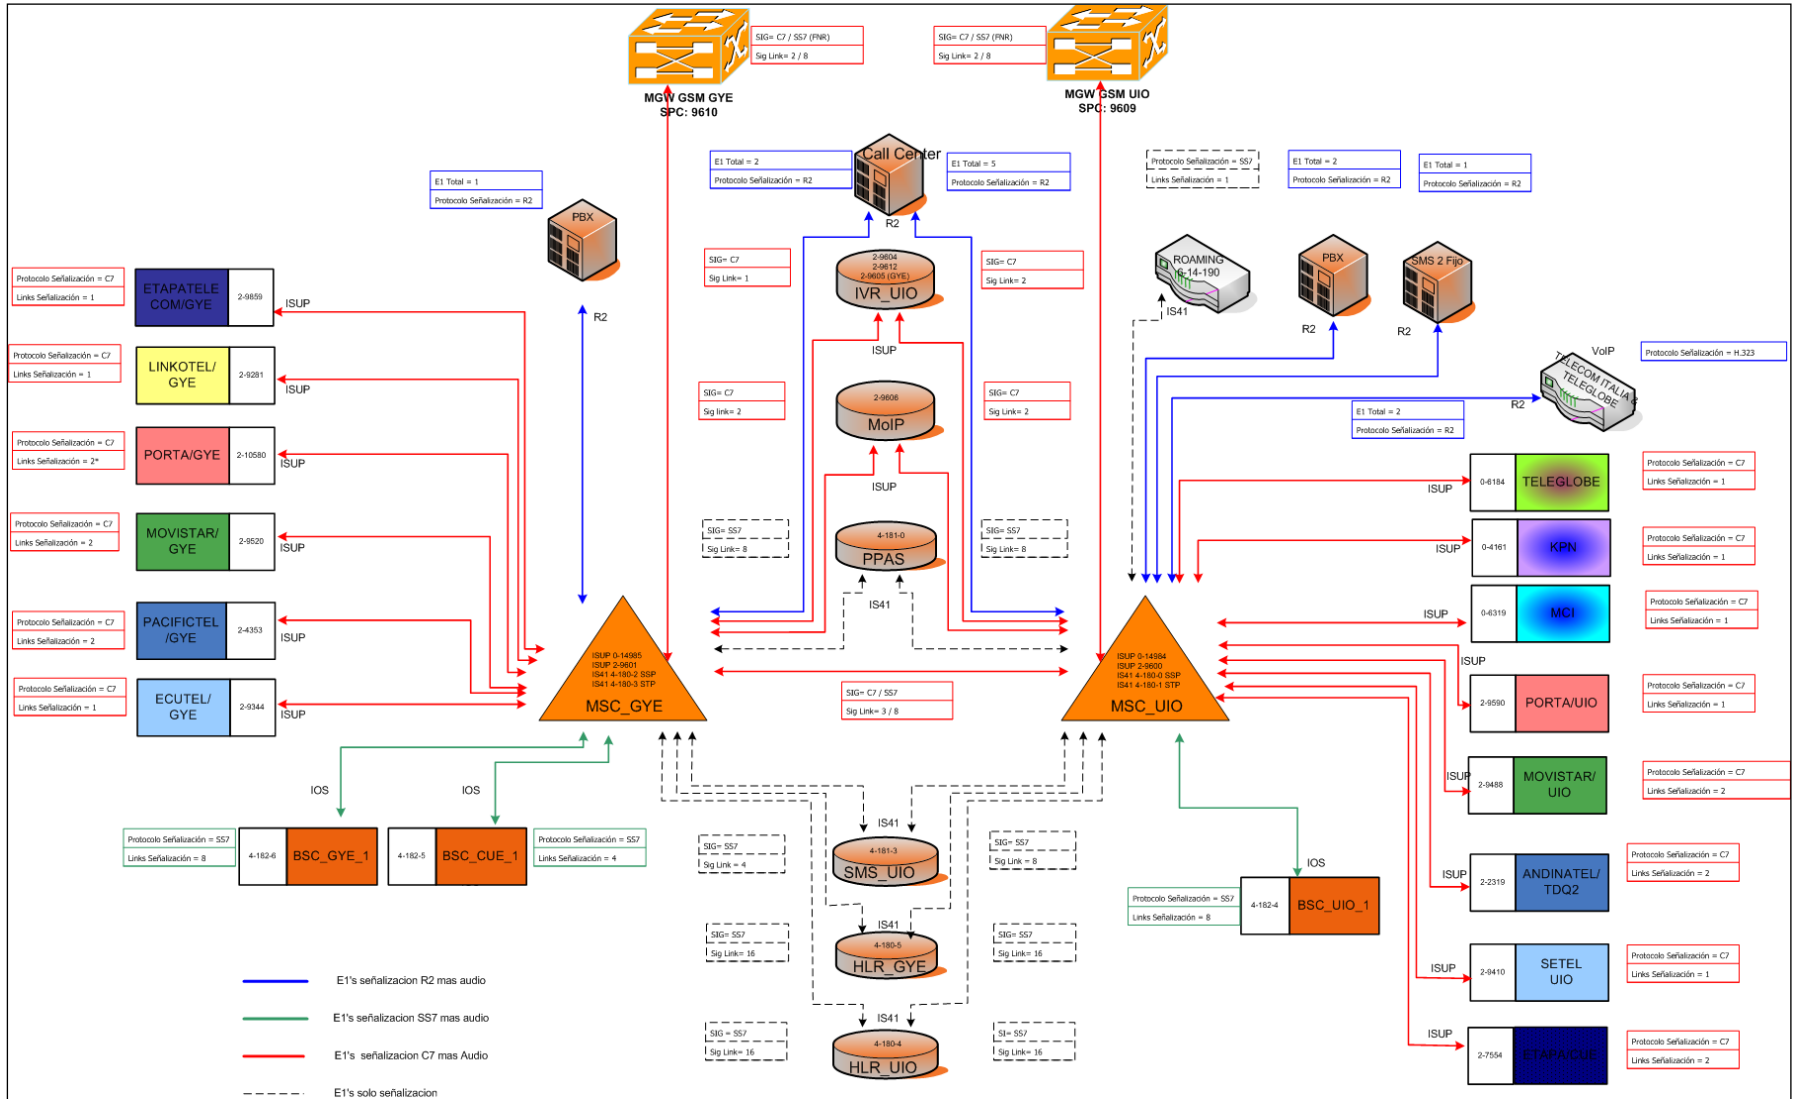 SIG= C7 / SS7 (FNR)
Sig Link= 2 / 8
SIG= C7 / SS7 (FNR)
Sig Link= 2 / 8
MGW GSM GYE
SPC: 9610
MGW GSM UIO
SPC: 9609
E1 Total = 1
Protocolo Señalización = R2
PBX
R2
E1 Total = 2
Protocolo Señalización = R2
Call Center
R2
E1 Total = 5
Protocolo Señalización = R2
Protocolo Señalización = SS7
Links Señalización = 1
E1 Total = 2
Protocolo Señalización = R2
E1 Total = 1
Protocolo Señalización = R2
ROAMING
6-14-190
IS41
PBX
R2
SMS 2 Fijo
R2
VoIP
TELECOM ITALIA &
TELEGLOBE
R2
Protocolo Señalización = H.323
E1 Total = 2
Protocolo Señalización = R2
SIG= C7
Sig Link= 1
2-9604
2-9612
2-9605 (GYE)
IVR_UIO
ISUP
SIG= C7
Sig Link= 2
SIG= C7
Sig link= 2
2-9606
MoIP
ISUP
SIG= C7
Sig Link= 2
SIG= SS7
Sig Link= 8
4-181-0
PPAS
IS41
SIG= SS7
Sig Link= 8
Protocolo Señalización = C7
Links Señalización = 1
ETAPATELE
COM/GYE
2-9859
ISUP
Protocolo Señalización = C7
Links Señalización = 1
LINKOTEL/
GYE
2-9281
ISUP
Protocolo Señalización = C7
Links Señalización = 2*
PORTA/GYE
2-10580
ISUP
Protocolo Señalización = C7
Links Señalización = 2
MOVISTAR/
GYE
2-9520
ISUP
Protocolo Señalización = C7
Links Señalización = 2
PACIFICTEL
/GYE
2-4353
ISUP
Protocolo Señalización = C7
Links Señalización = 1
ECUTEL/
GYE
2-9344
ISUP
ISUP 0-14985
ISUP 2-9601
IS41 4-180-2 SSP
IS41 4-180-3 STP
MSC_GYE
SIG= C7 / SS7
Sig Link= 3 / 8
ISUP 0-14984
ISUP 2-9600
IS41 4-180-0 SSP
IS41 4-180-1 STP
MSC_UIO
ISUP
0-6184
TELEGLOBE
Protocolo Señalización = C7
Links Señalización = 1
ISUP
0-4161
KPN
Protocolo Señalización = C7
Links Señalización = 1
ISUP
0-6319
MCI
Protocolo Señalización = C7
Links Señalización = 1
ISUP
2-9590
PORTA/UIO
Protocolo Señalización = C7
Links Señalización = 1
ISUP
2-9488
MOVISTAR/
UIO
Protocolo Señalización = C7
Links Señalización = 2
ISUP
2-2319
ANDINATEL/
TDQ2
Protocolo Señalización = C7
Links Señalización = 2
ISUP
2-9410
SETEL
UIO
Protocolo Señalización = C7
Links Señalización = 1
ISUP
2-7554
ETAPA/CUE
Protocolo Señalización = C7
Links Señalización = 2
IOS
IOS
Protocolo Señalización = SS7
Links Señalización = 8
4-182-6
BSC_GYE_1
4-182-5
BSC_CUE_1
Protocolo Señalización = SS7
Links Señalización = 4
IOS
Protocolo Señalización = SS7
Links Señalización = 8
4-182-4
BSC_UIO_1
IS41
SIG= SS7
Sig Link = 4
4-181-3
SMS_UIO
SIG= SS7
Sig Link = 8
IS41
SIG= SS7
Sig Link= 16
4-180-5
HLR_GYE
SIG= SS7
Sig Link= 16
IS41
SIG = SS7
Sig Link= 16
4-180-4
HLR_UIO
SI= SS7
Sig Link= 16
E1's señalizacion R2 mas audio
E1's señalizacion SS7 mas audio
E1's señalizacion C7 mas Audio
E1's solo señalizacion